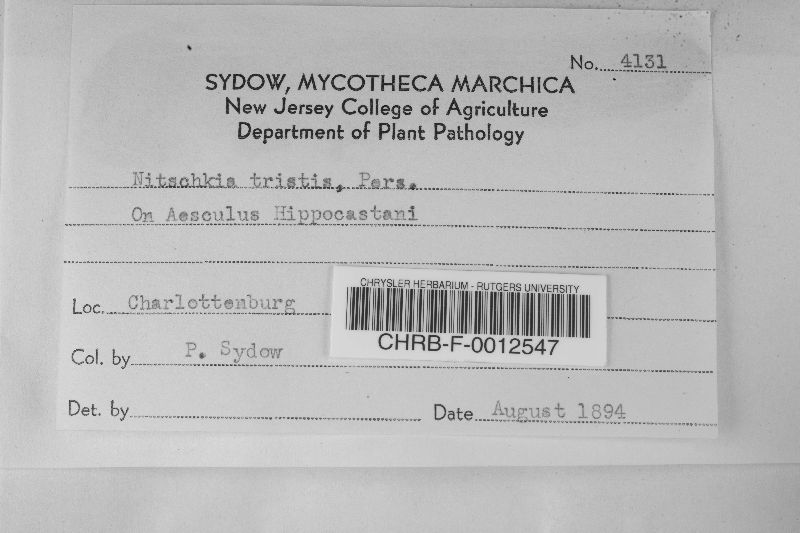 No. 4131
SYDOW, MYCOTHECA MARCHICA
New Jersey College of Agriculture
Department of Plant Pathology
Nitschkia tristis, Pers.
On Aesculus Hippocastani
CHRYSLER HERBARIUM - RUTGERS UNIVERSITY
CHRB-F-0012547
Loc. Charlottenburg
Col. by P. Sydow
Det. by
Date August 1894